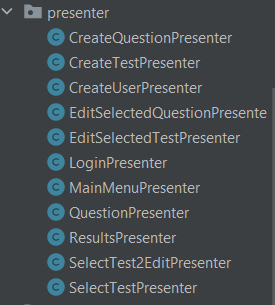 presenter
CreateQuestionPresenter
CreateTestPresenter
CreateUserPresenter
EditSelectedQuestionPresente
EditSelectedTestPresenter
LoginPresenter
MainMenuPresenter
QuestionPresenter
ResultsPresenter
SelectTest2EditPresenter
SelectTestPresenter